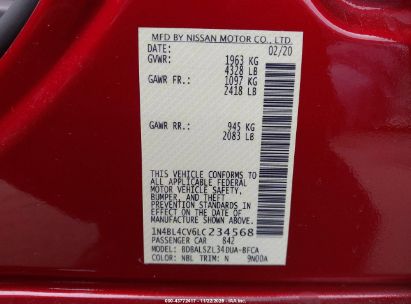 MFD BY NISSAN MOTOR CO., LTD.
DATE: 02/20
GVWR: 1963 KG
4328 LB
GAWR FR: 1097 KG
2418 LB
GAWR RR: 945 KG
2083 LB
THIS VEHICLE CONFORMS TO ALL
APPLICABLE FEDERAL MOTOR
VEHICLE SAFETY,
BUMPER, AND THEFT
PREVENTION STANDARDS IN
EFFECT ON THE DATE OF
MANUFACTURE SHOWN ABOVE.
1N4BL4CV6LC234568
PASSENGER CAR 842
MODEL: BDBALSZL34DUA-BFCA
COLOR: NBL TRIM: N 9N00A